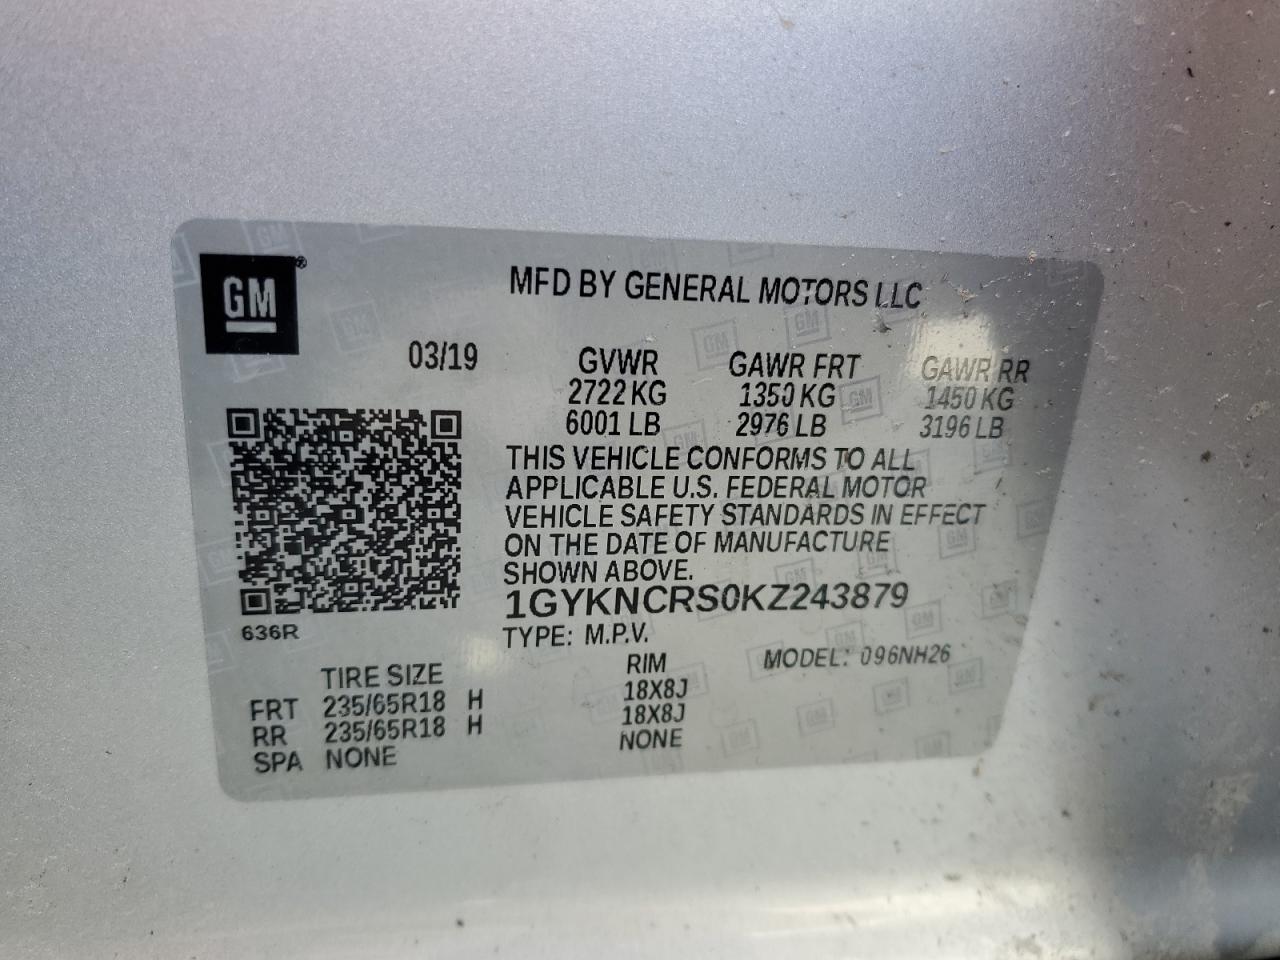 GM®
MFD BY GENERAL MOTORS LLC
03/19
GVWR GAWR FRT GAWR RR
2722 KG 1350 KG 1450 KG
6001 LB 2976 LB 3196 LB
THIS VEHICLE CONFORMS TO ALL
APPLICABLE U.S. FEDERAL MOTOR
VEHICLE SAFETY STANDARDS IN EFFECT
ON THE DATE OF MANUFACTURE
SHOWN ABOVE.
1GYKNCRS0KZ243879
636R
TYPE: M.P.V.
MODEL: 096NH26
TIRE SIZE RIM
FRT 235/65R18 H 18X8J
RR 235/65R18 H 18X8J
SPA NONE NONE